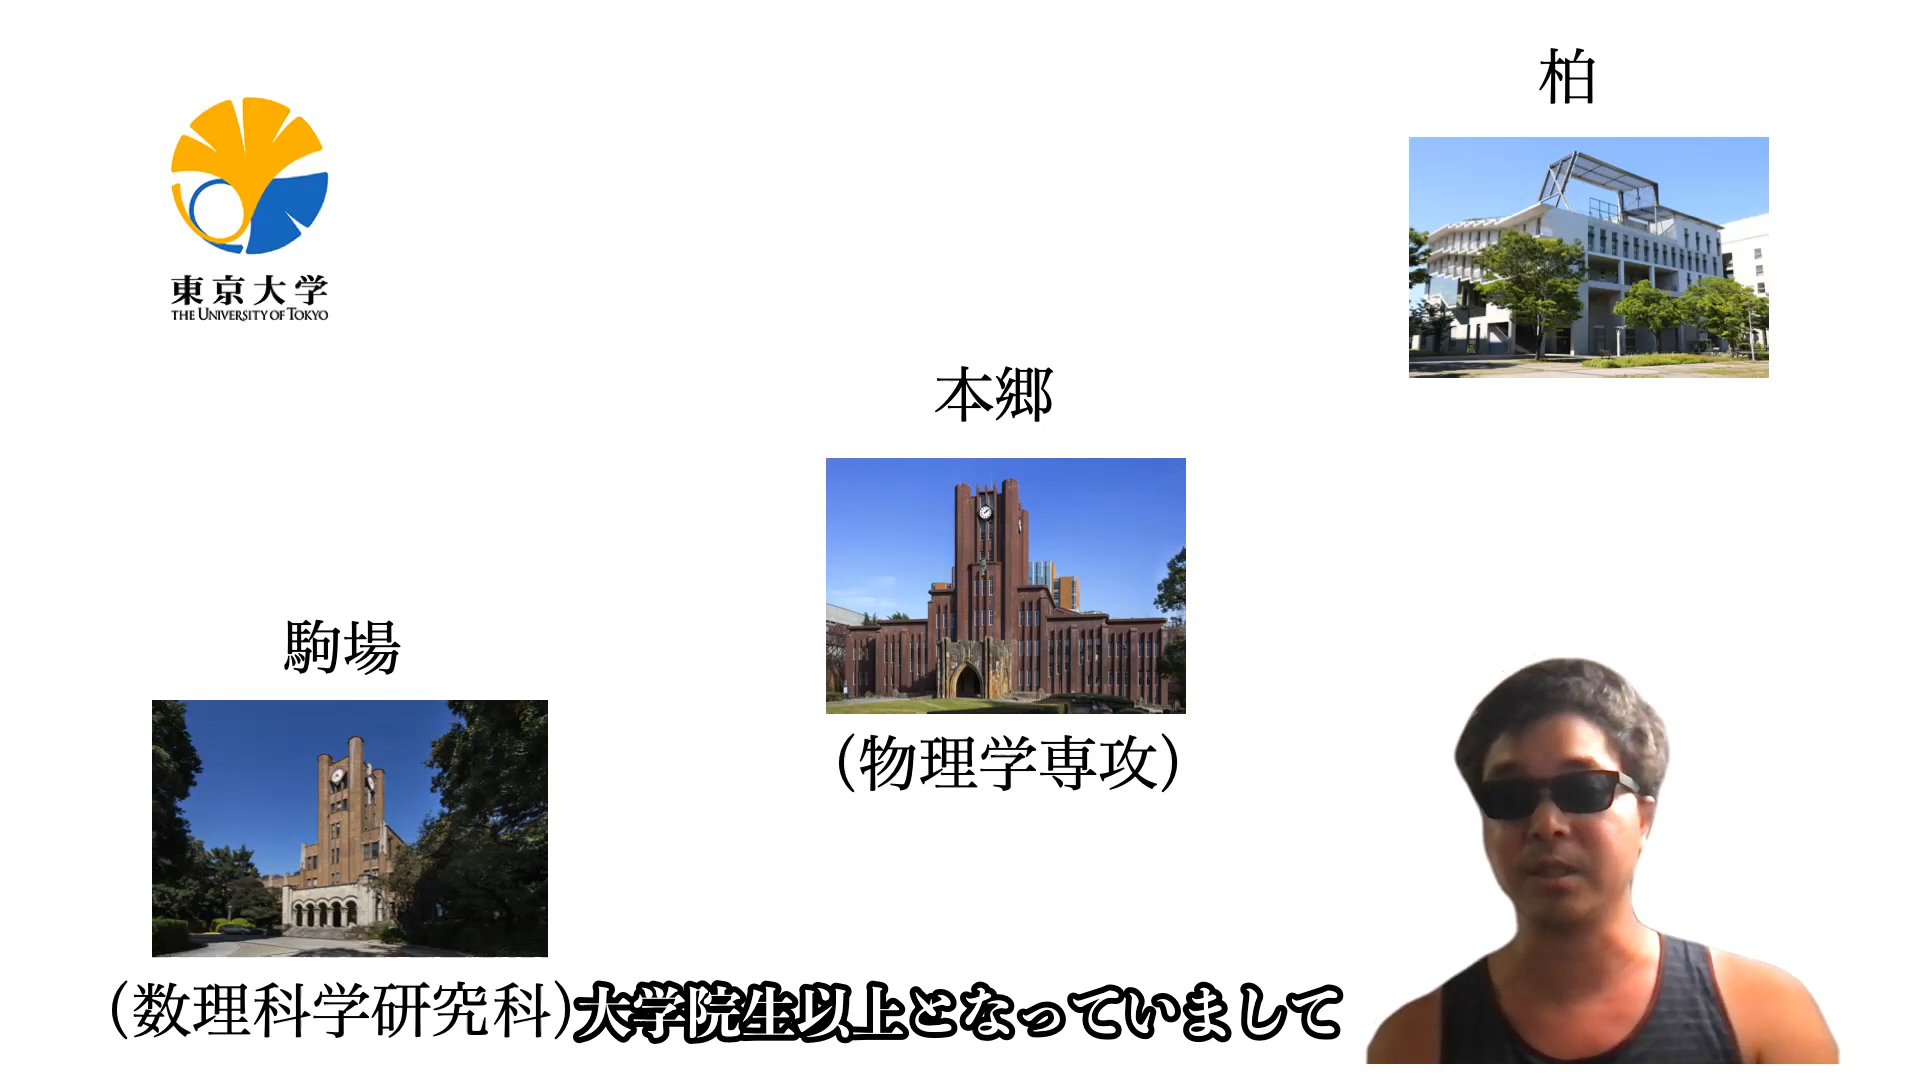 柏
東京大学
THE UNIVERSITY OF TOKYO
本郷
駒場
(物理学専攻)
(数理科学研究科)
大学院生以上となっていまして